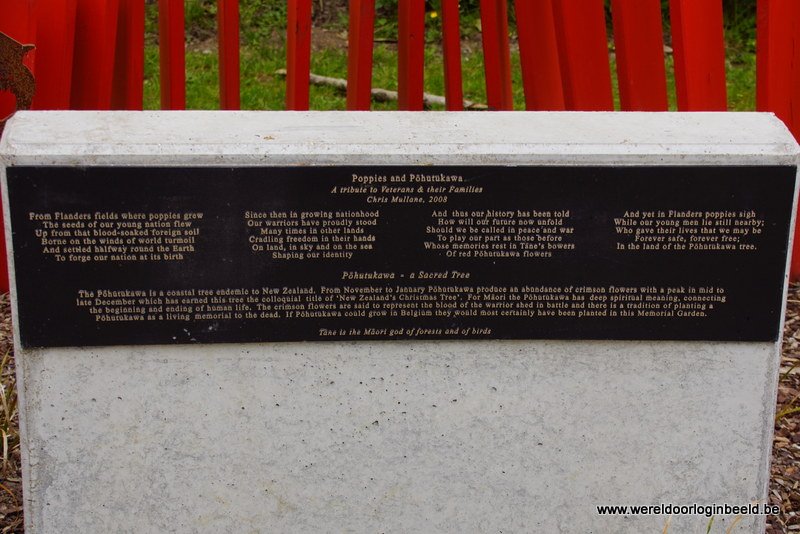 Poppies and Pōhutukawa
A tribute to Veterans & their Families
Chris Mullane, 2008
From Flanders fields where poppies grew
The seeds of our young nation flew
Up from that blood-soaked foreign soil
Borne on the winds of world turmoil
And settled halfway round the Earth
To forge our nation at its birth
Since then in growing nationhood
Our warriors have proudly stood
Many times in other lands
Cradling freedom in their hands
On land, in sky and on the sea
Shaping our identity
And thus our history has been told
How will our future now unfold
Should we be called in peace and war
To play our part as those before
Whose memories rest in Tāne's bowers
Of red Pōhutukawa flowers
And yet in Flanders poppies sigh
While our young men lie still nearby;
Who gave their lives that we may be
Forever safe, forever free;
In the land of the Pōhutukawa tree.
Pōhutukawa - a Sacred Tree
The Pōhutukawa is a coastal tree endemic to New Zealand. From November to January Pōhutukawa produce an abundance of crimson flowers with a peak in mid to
late December which has earned this tree the colloquial title of 'New Zealand's Christmas Tree'. For Māori the Pōhutukawa has deep spiritual meaning, connecting
the beginning and ending of human life. The crimson flowers are said to represent the blood of the warrior shed in battle and there is a tradition of planting a
Pōhutukawa as a living memorial to the dead. If Pōhutukawa could grow in Belgium they would most certainly have been planted in this Memorial Garden.
Tāne is the Māori god of forests and of birds
www.wereldoorloginbeeld.be